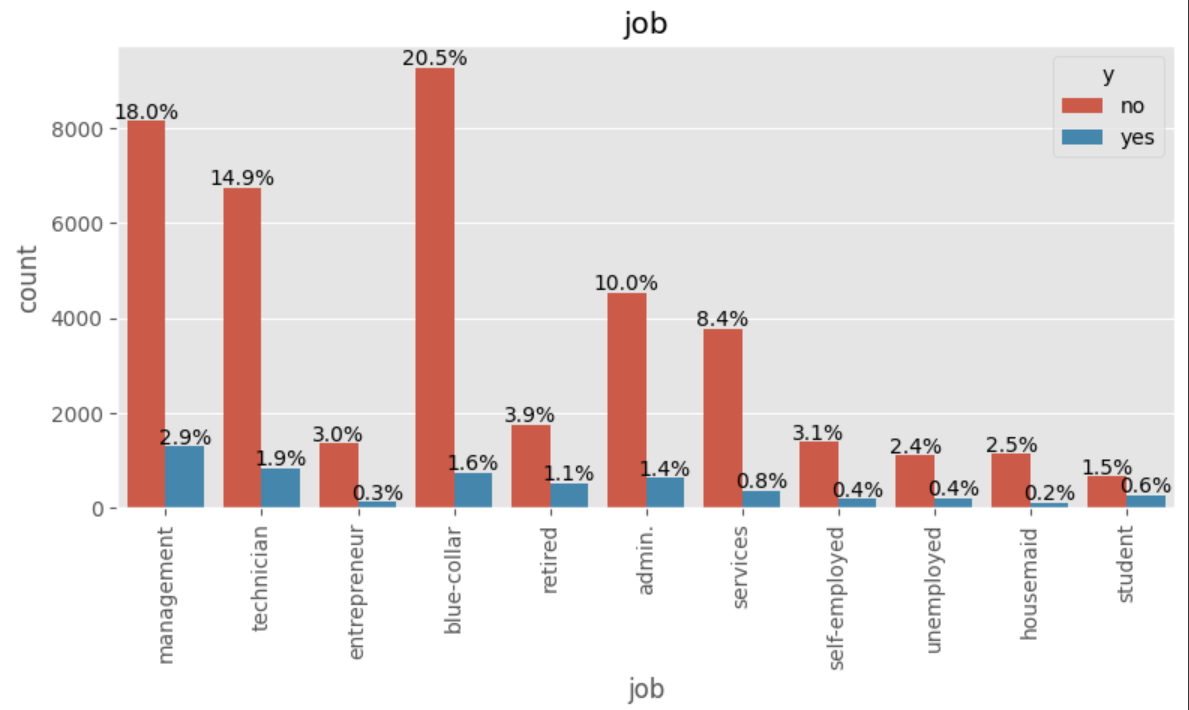 job
20.5%
18.0%
14.9%
10.0%
8.4%
3.9%
3.0%
3.1%
2.4%
2.5%
1.5%
2.9%
1.9%
0.3%
1.6%
1.1%
1.4%
0.8%
0.4%
0.4%
0.2%
0.6%
y
no
yes
8000
6000
4000
2000
0
count
management
technician
entrepreneur
blue-collar
retired
admin.
services
self-employed
unemployed
housemaid
student
job